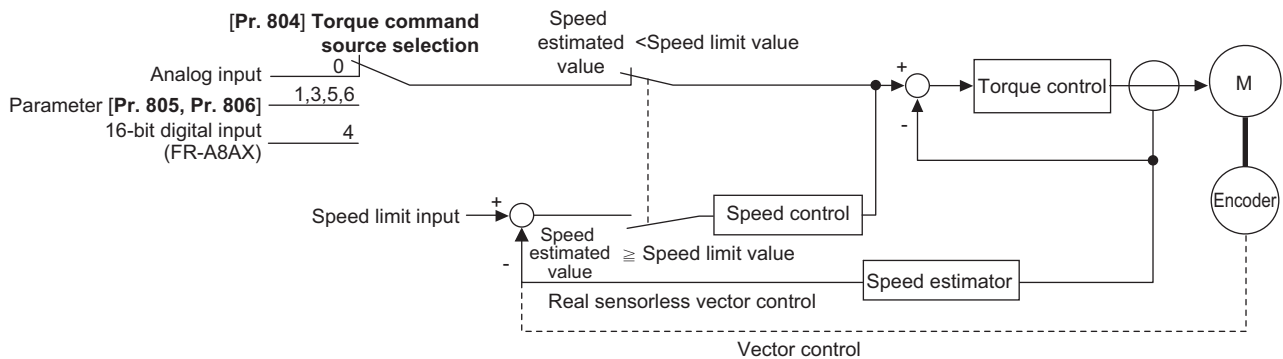 [Pr. 804] Torque command
source selection
Analog input
0
Parameter [Pr. 805, Pr. 806]
1,3,5,6
16-bit digital input
(FR-A8AX)
4
Speed
estimated
value
<Speed limit value
+
-
Torque control
M
Encoder
Speed limit input
+
-
Speed control
Speed
estimated
value
≧ Speed limit value
Speed estimator
Real sensorless vector control
Vector control